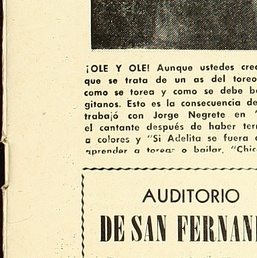 ¡OLE Y OLE! Aunque ustedes cre
que se trata de un as del toreo
como se torea y como se debe b
gitanos. Esto es la consecuencia de
trabajó con Jorge Negrete en "
el cantante después de haber ter
a colores y "Si Adelita se fuera
aprender a torear o bailar, "Chic
AUDITORIO
DE SAN FERNAN